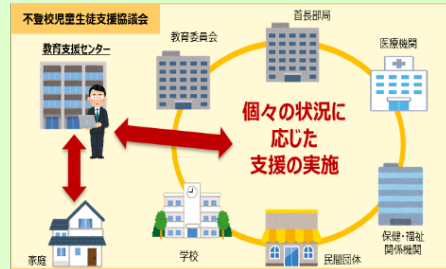 不登校児童生徒支援協議会
首長部局
教育委員会
医療機関
教育支援センター
個々の状況に
応じた
支援の実施
家庭
学校
民間団体
保健・福祉
関係機関